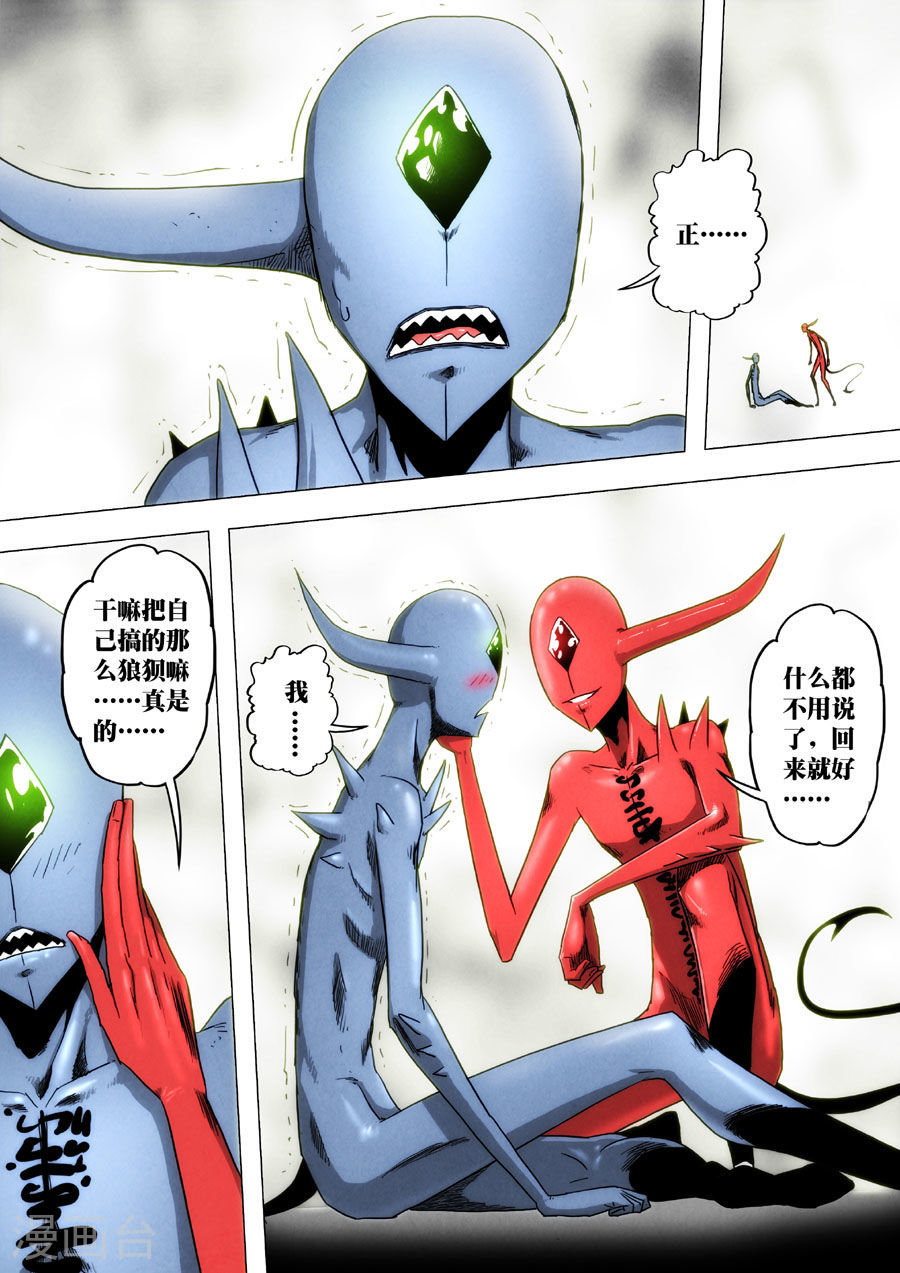 正……
干嘛把自
己搞的那
么狼狈嘛
……真是
的……
我
……
什么都
不用说
了，回
来就好
……
漫画台